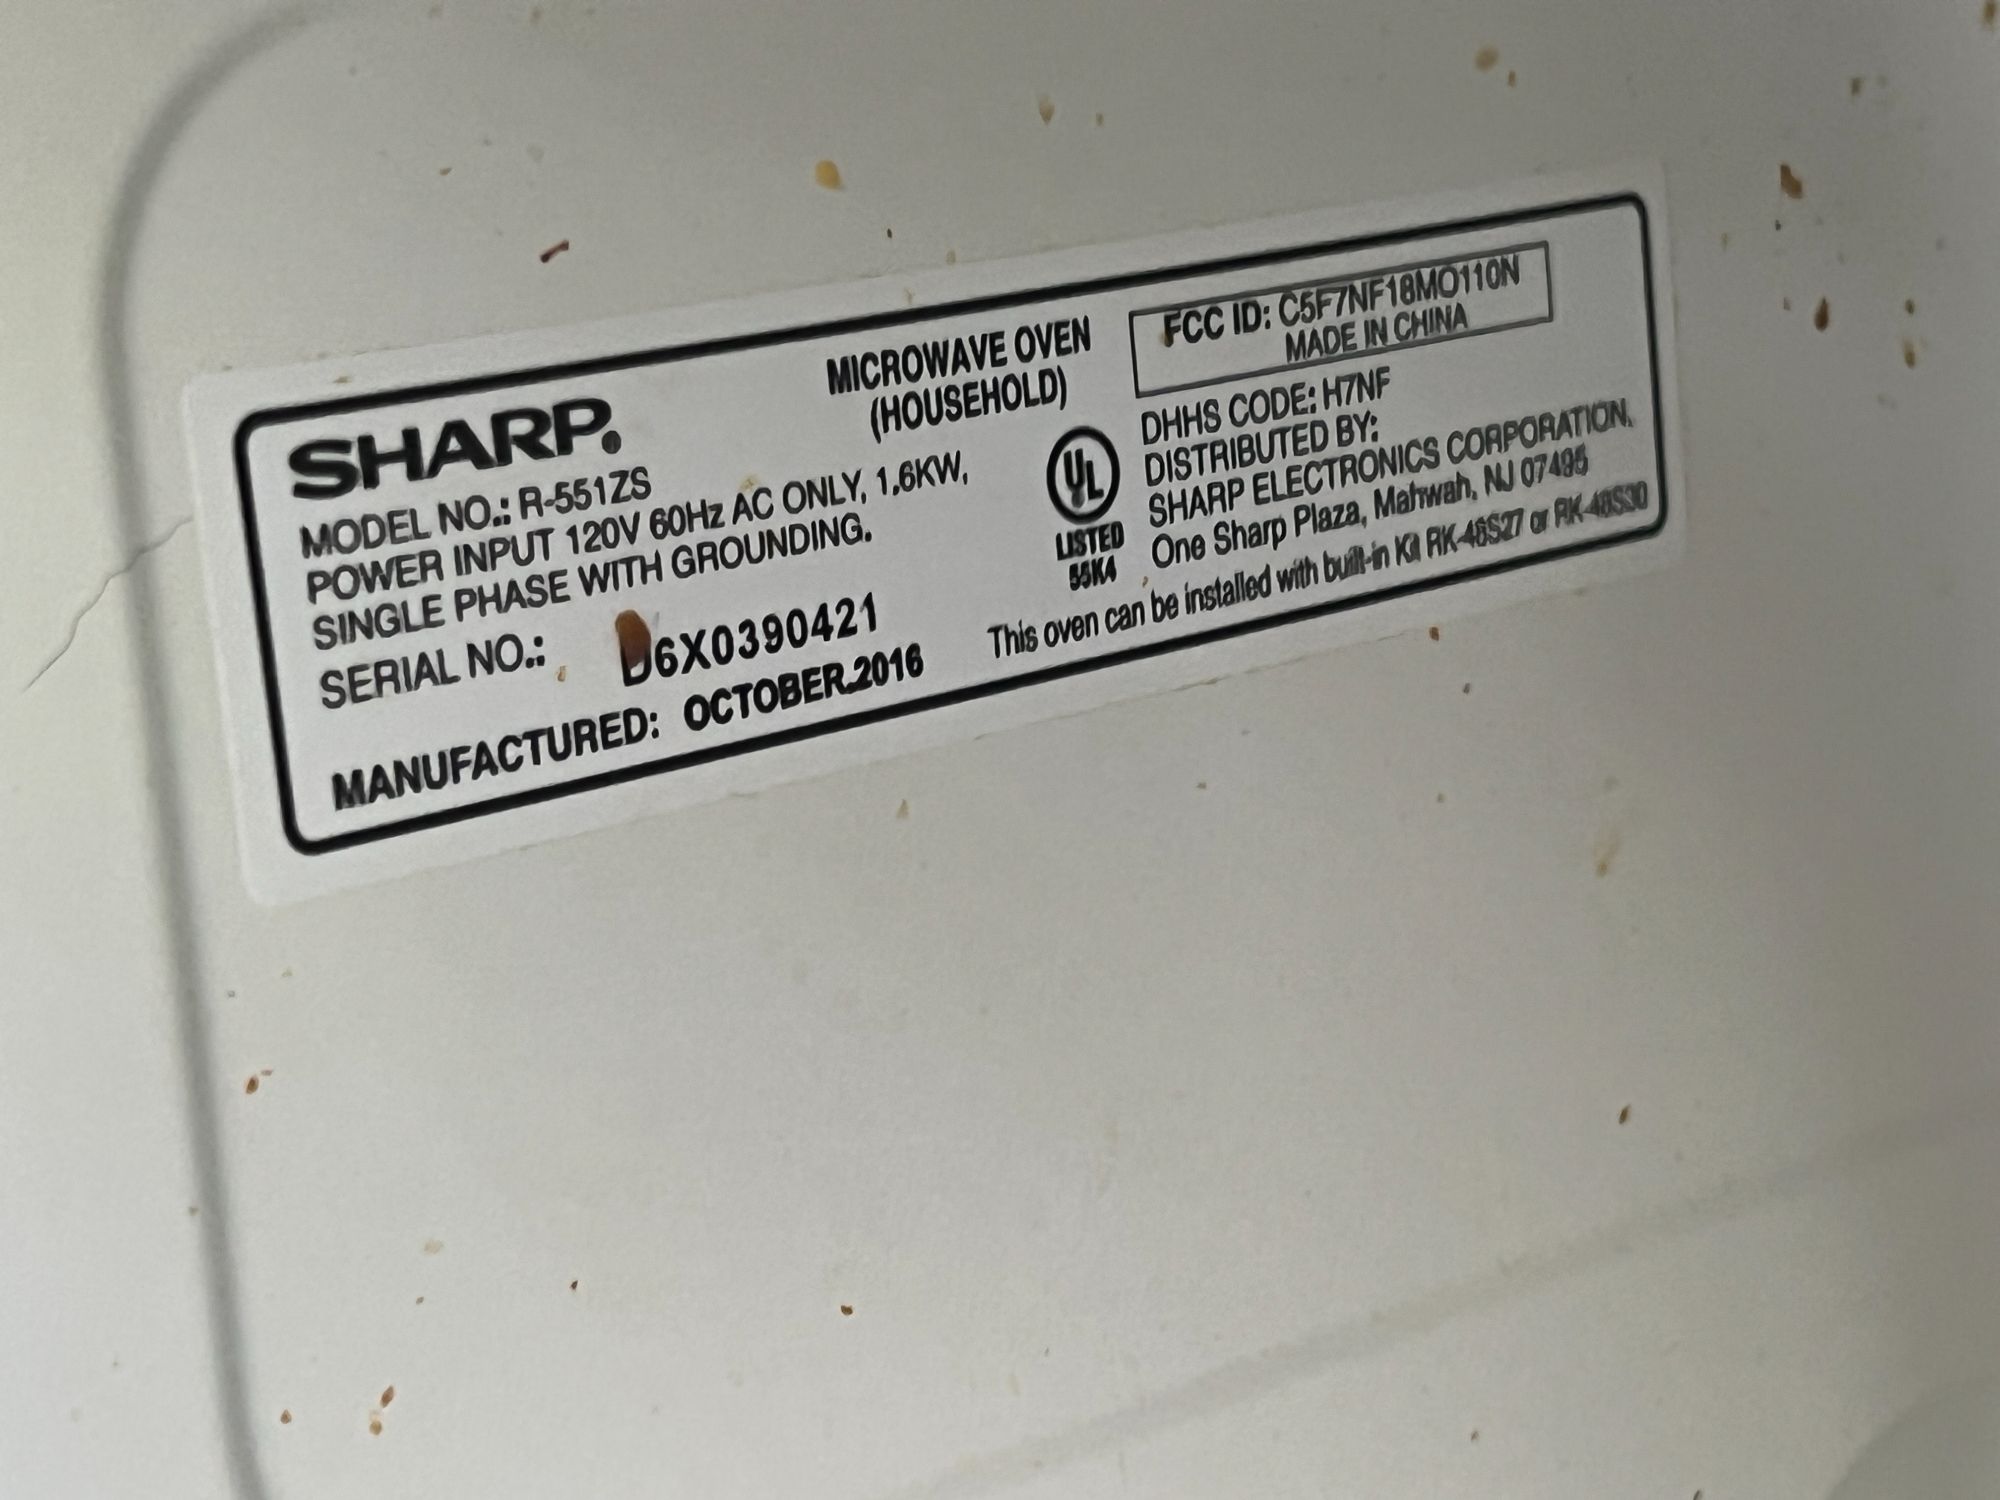 SHARP.
MODEL NO.: R-551ZS
POWER INPUT 120V 60Hz AC ONLY, 1.6KW,
SINGLE PHASE WITH GROUNDING.
SERIAL NO.: D6X0390421
MANUFACTURED: OCTOBER.2016
MICROWAVE OVEN
(HOUSEHOLD)
UL
LISTED
55K4
FCC ID: C5F7NF18MO110N
MADE IN CHINA
DHHS CODE: H7NF
DISTRIBUTED BY:
SHARP ELECTRONICS CORPORATION.
One Sharp Plaza, Mahwah, NJ 07495
This oven can be installed with built-in Kit RK-48S27 or RK-48S30